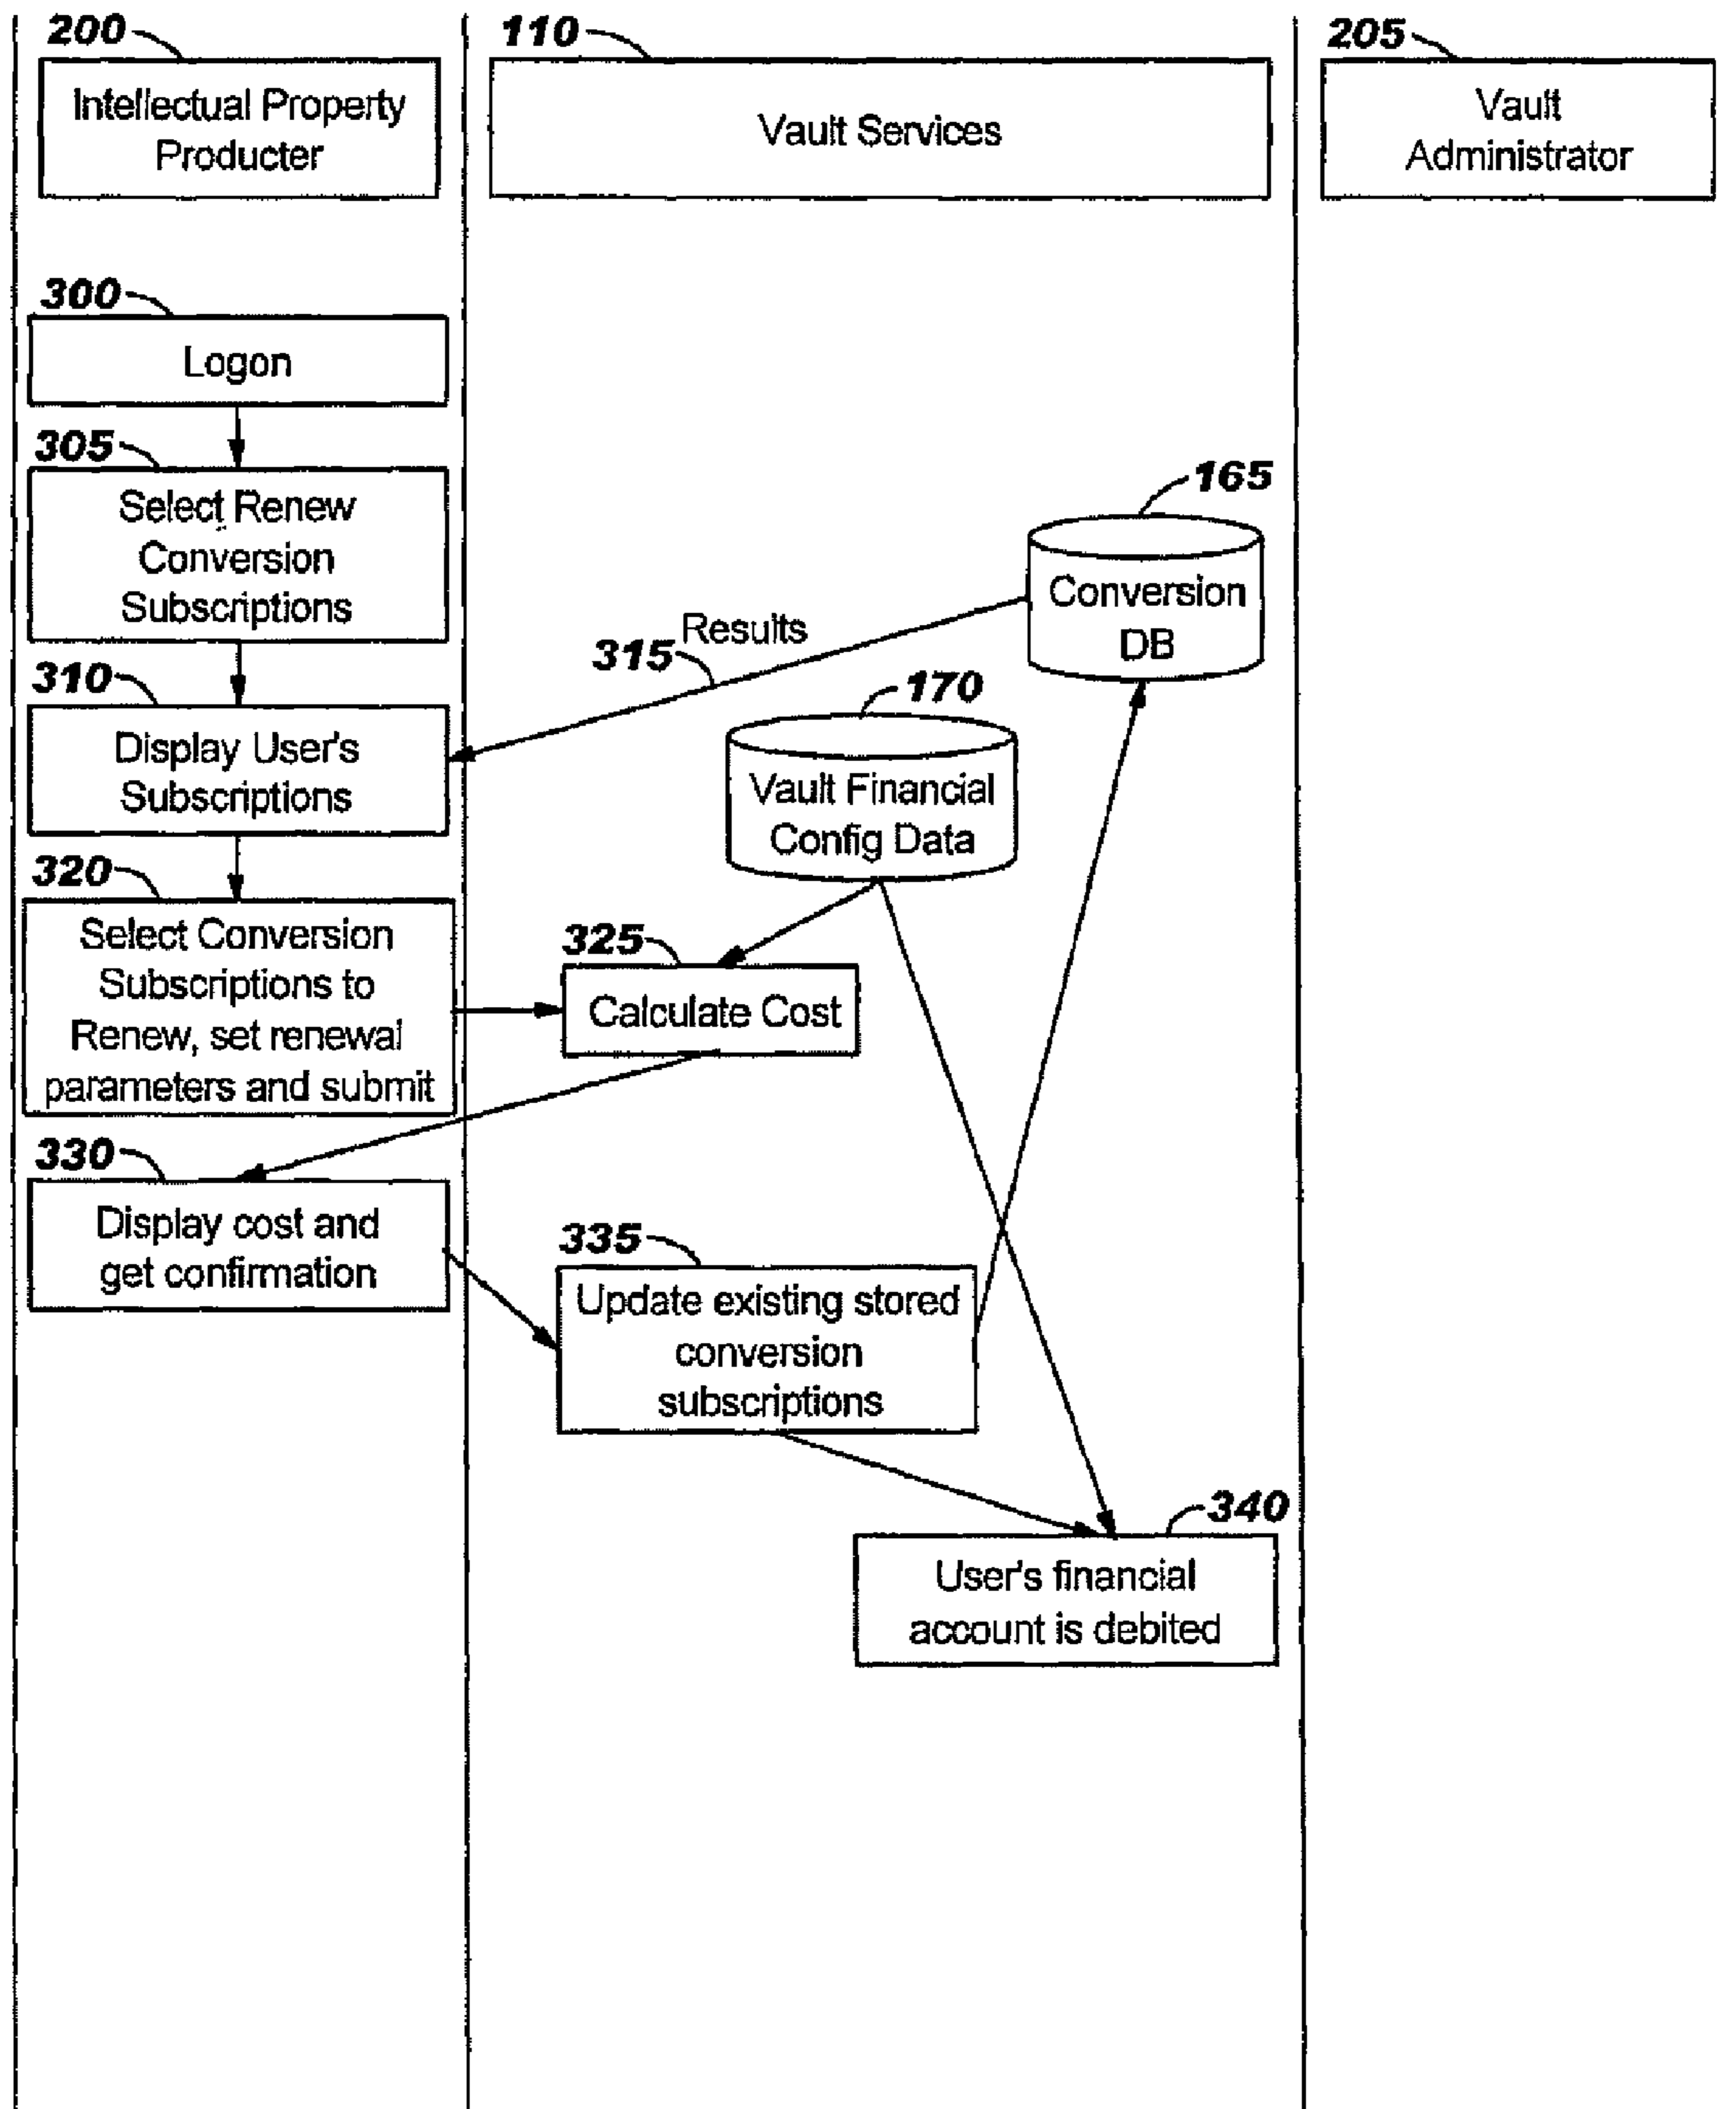 200
Intellectual Property
Producter
110
Vault Services
205
Vault
Administrator
300
Logon
305
Select Renew
Conversion
Subscriptions
165
Conversion
DB
Results
315
310
Display User's
Subscriptions
170
Vault Financial
Config Data
320
Select Conversion
Subscriptions to
Renew, set renewal
parameters and submit
325
Calculate Cost
330
Display cost and
get confirmation
335
Update existing stored
conversion
subscriptions
340
User's financial
account is debited